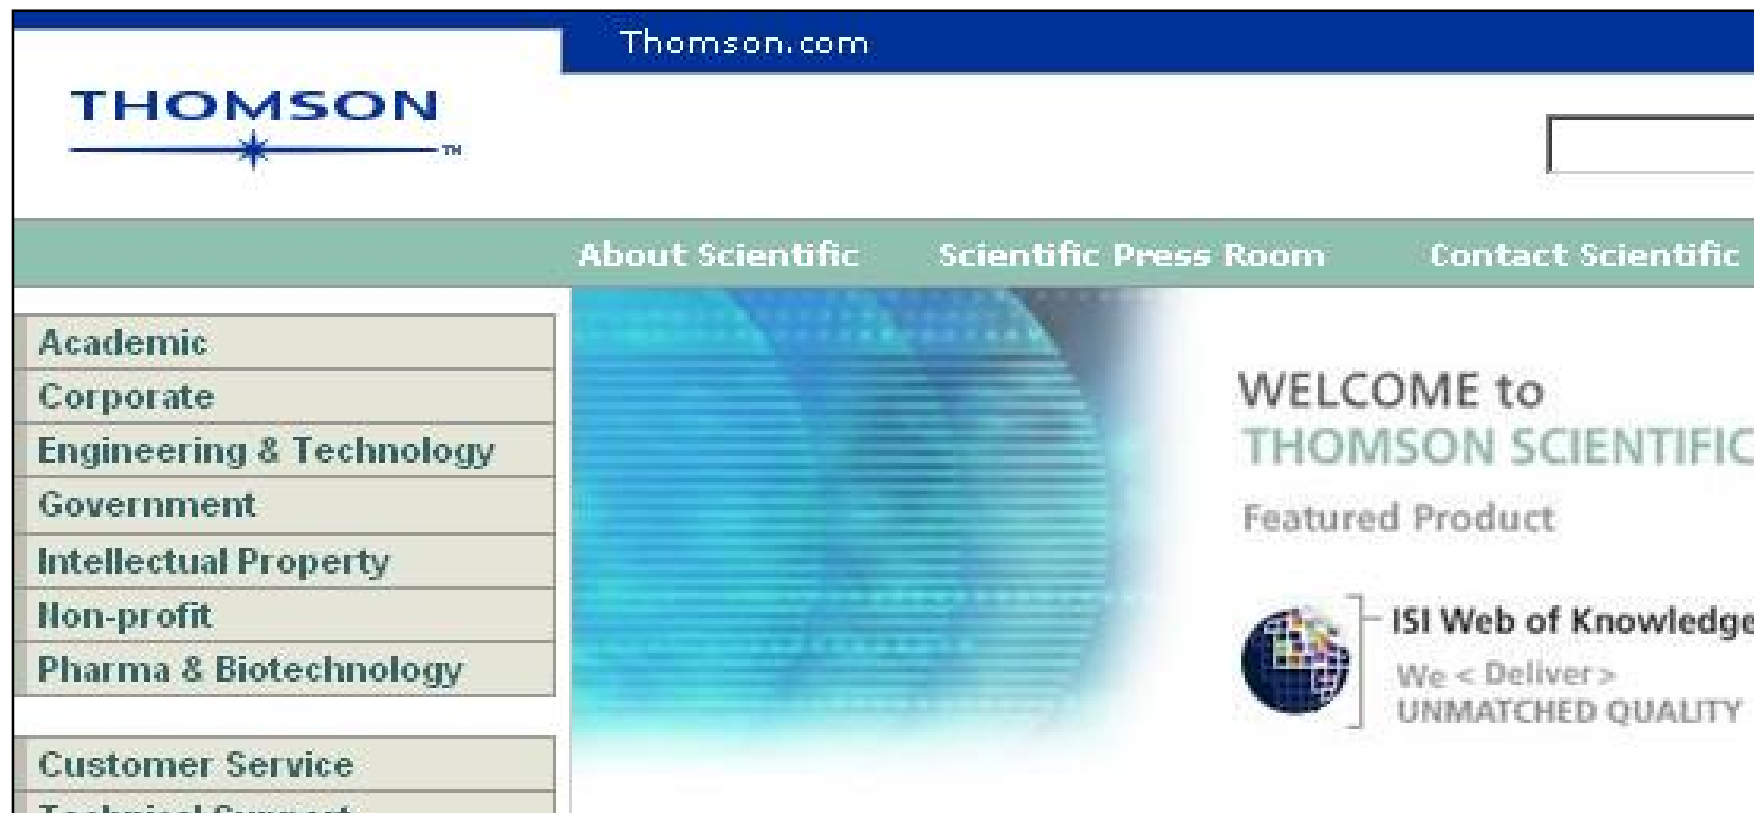 Thomson.com
THOMSON
TM
About Scientific Scientific Press Room Contact Scientific
Academic
Corporate
Engineering & Technology
Government
Intellectual Property
Non-profit
Pharma & Biotechnology
Customer Service
Technical Support
WELCOME to
THOMSON SCIENTIFIC
Featured Product
ISI Web of Knowledge
We < Deliver >
UNMATCHED QUALITY